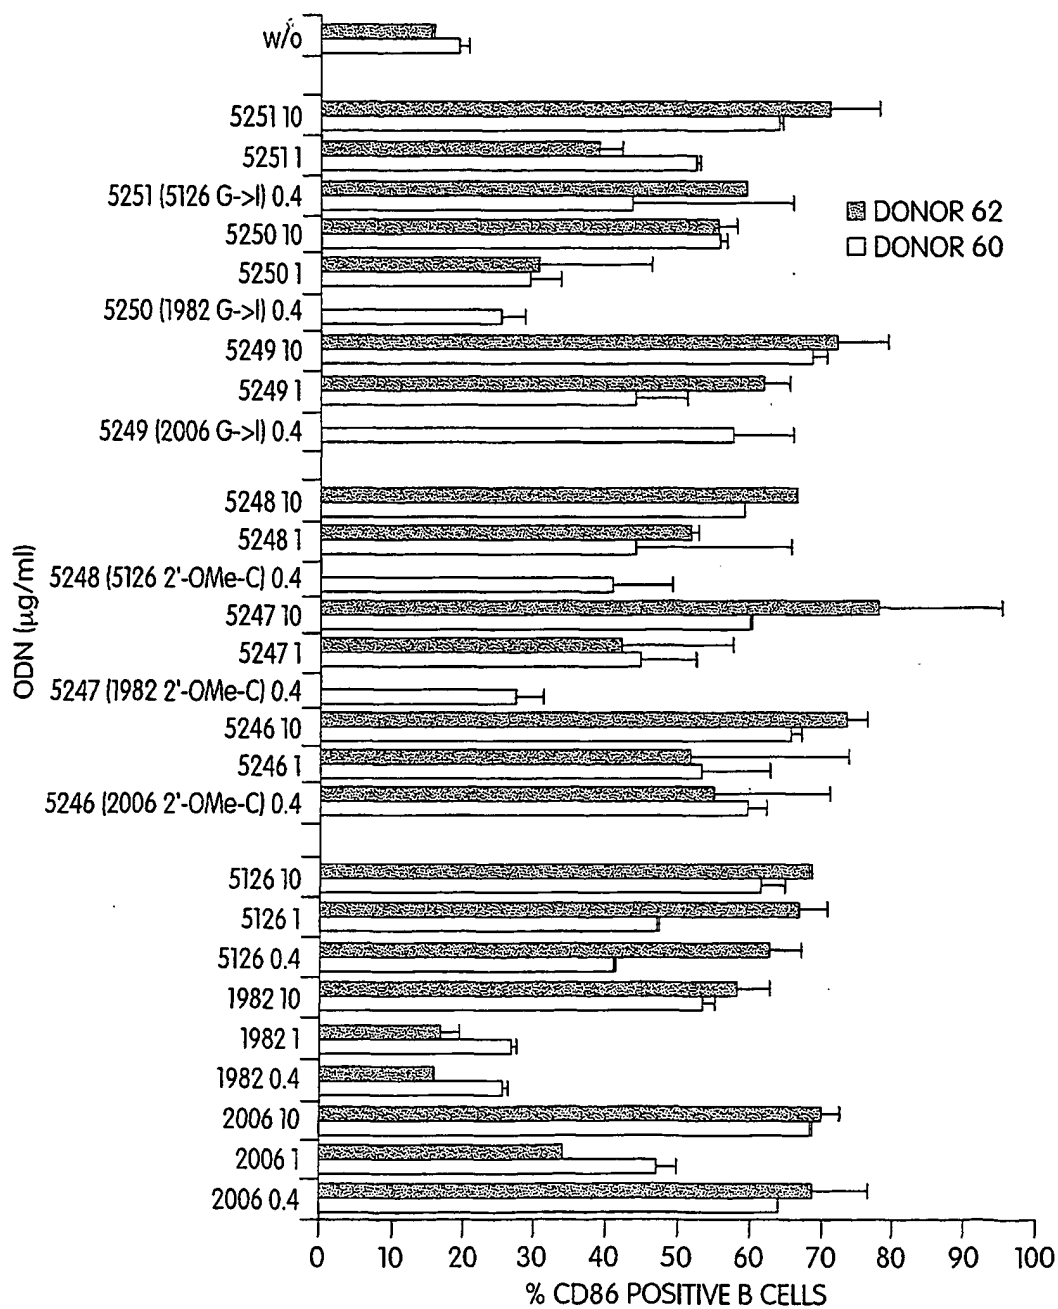 w/o
5251 10
5251 1
5251 (5126 G->I) 0.4
5250 10
5250 1
5250 (1982 G->I) 0.4
5249 10
5249 1
5249 (2006 G->I) 0.4
5248 10
5248 1
5248 (5126 2'-OMe-C) 0.4
5247 10
5247 1
5247 (1982 2'-OMe-C) 0.4
5246 10
5246 1
5246 (2006 2'-OMe-C) 0.4
5126 10
5126 1
5126 0.4
1982 10
1982 1
1982 0.4
2006 10
2006 1
2006 0.4
ODN (µg/ml)
DONOR 62
DONOR 60
0 10 20 30 40 50 60 70 80 90 100
% CD86 POSITIVE B CELLS